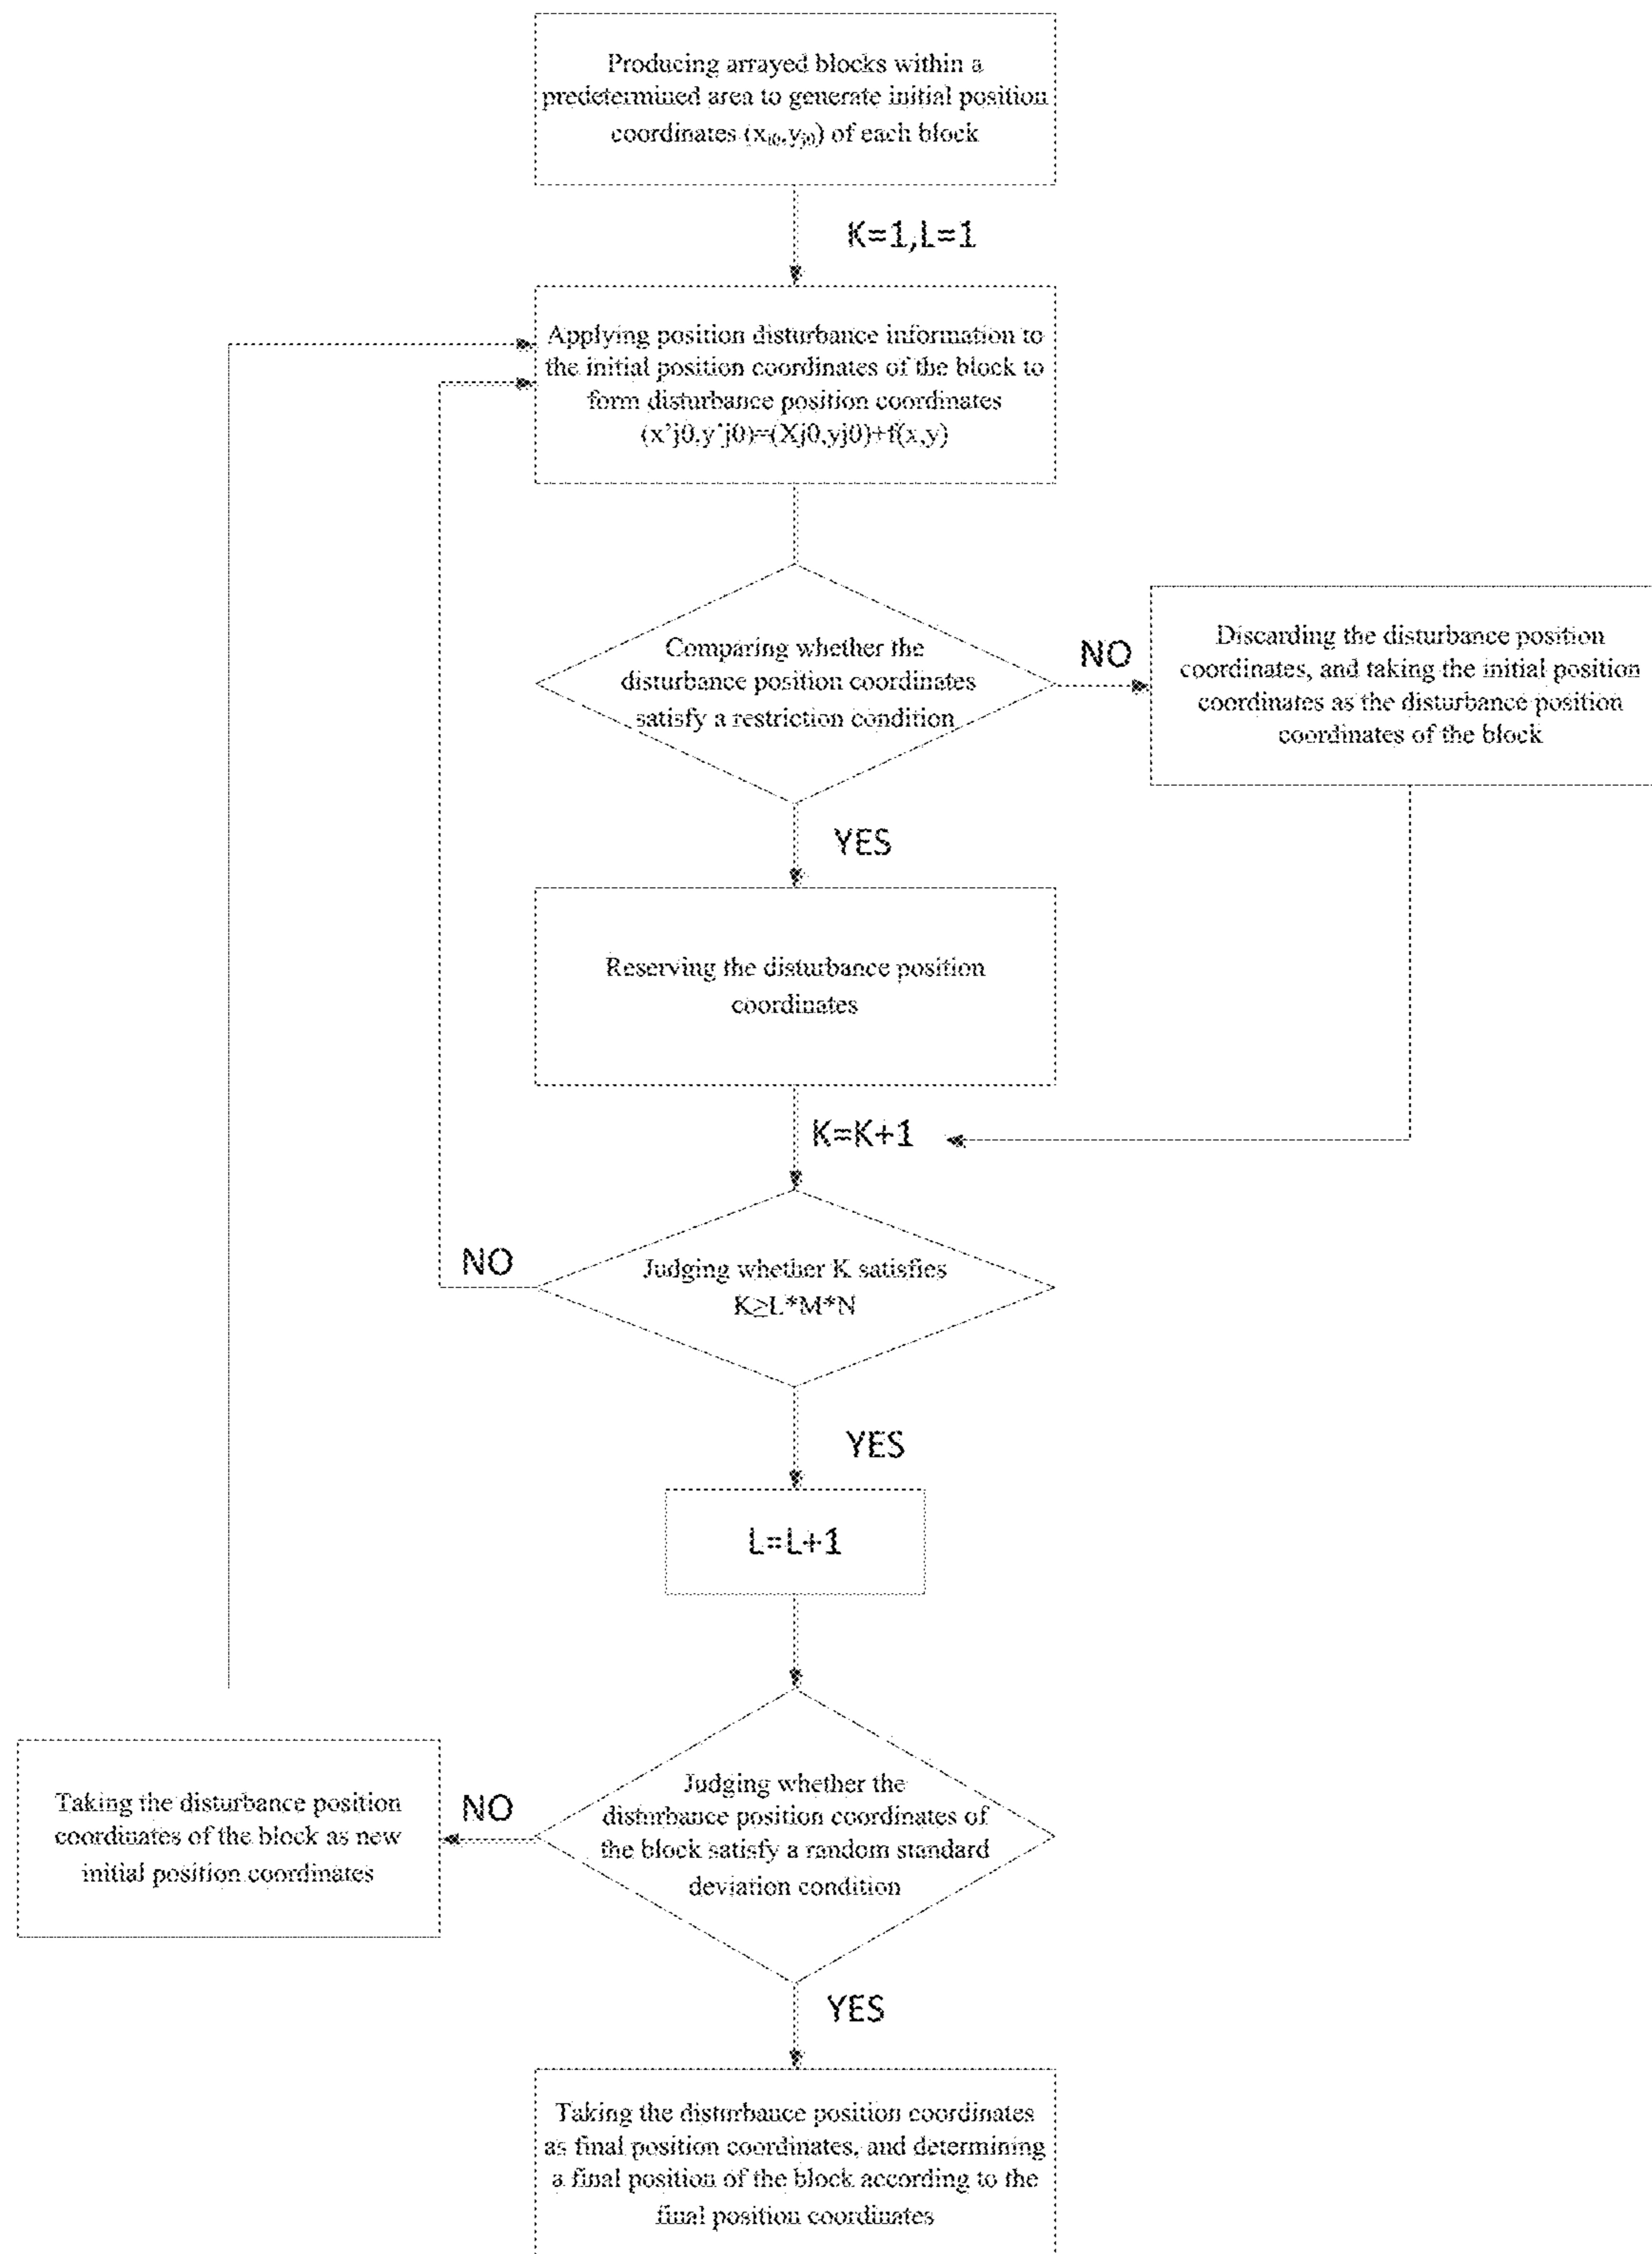 Producing arrayed blocks within a
predetermined area to generate initial position
coordinates (xi0,yj0) of each block
K=1,L=1
Applying position disturbance information to
the initial position coordinates of the block to
form disturbance position coordinates
(x'j0,y'j0)=(Xj0,yj0)+f(x,y)
Comparing whether the
disturbance position coordinates
satisfy a restriction condition
NO
Discarding the disturbance position
coordinates, and taking the initial position
coordinates as the disturbance position
coordinates of the block
YES
Reserving the disturbance position
coordinates
K=K+1
Judging whether K satisfies
K≥L*M*N
NO
YES
L=L+1
Judging whether the
disturbance position coordinates of
the block satisfy a random standard
deviation condition
NO
Taking the disturbance position
coordinates of the block as new
initial position coordinates
YES
Taking the disturbance position coordinates
as final position coordinates, and determining
a final position of the block according to the
final position coordinates